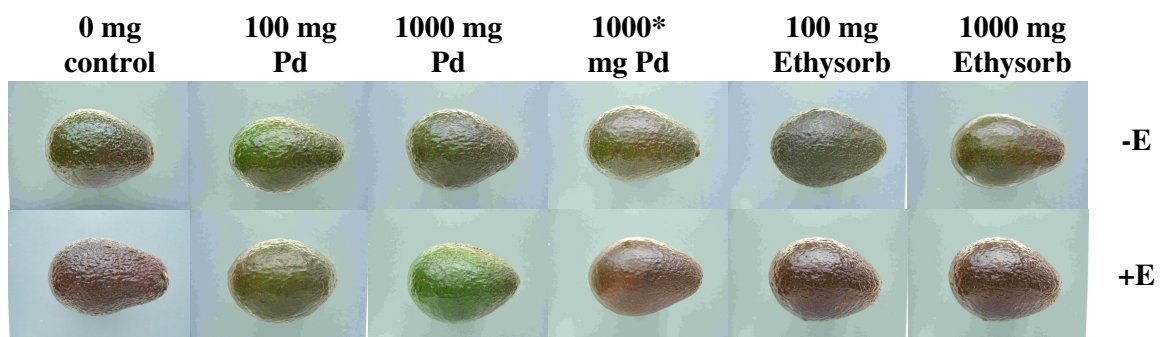 0 mg 100 mg 1000 mg 1000* 100 mg 1000 mg
control Pd Pd mg Pd Ethysorb Ethysorb
-E
+E